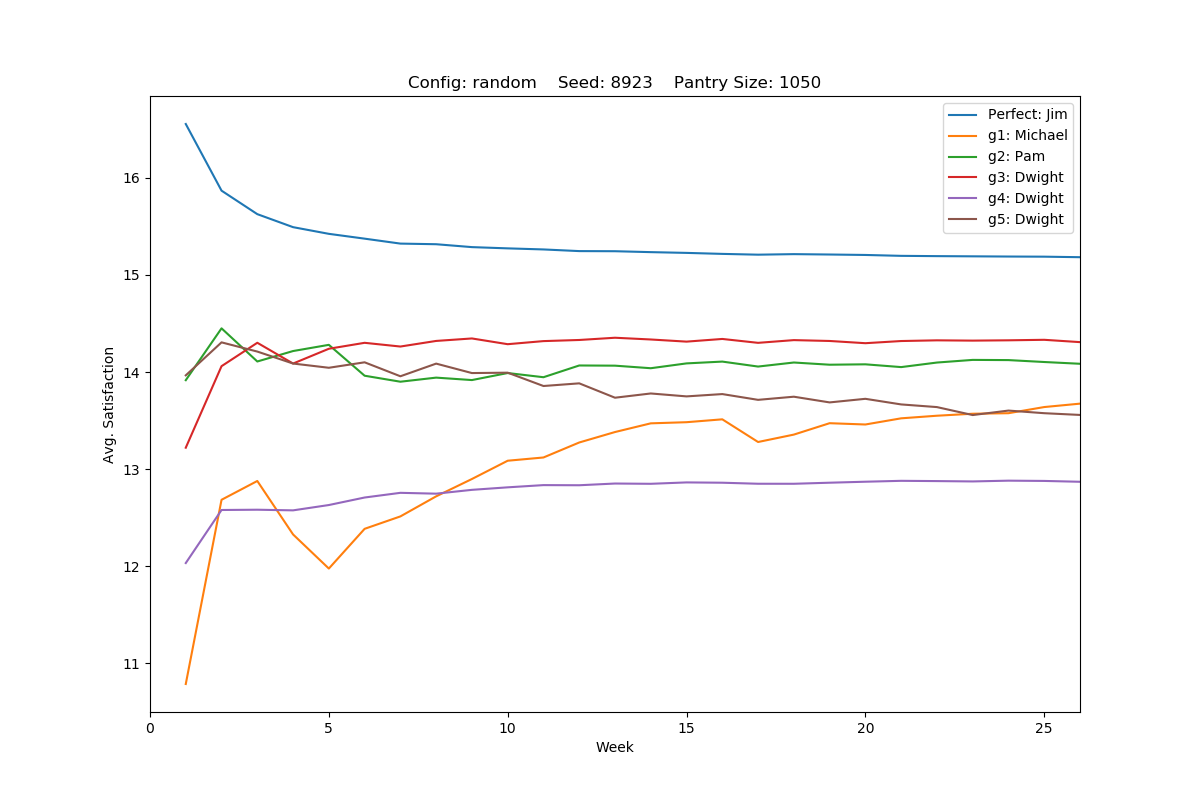 Config: random    Seed: 8923    Pantry Size: 1050
Perfect: Jim
g1: Michael
g2: Pam
g3: Dwight
g4: Dwight
g5: Dwight
16
15
14
13
12
11
Avg. Satisfaction
0 5 10 15 20 25
Week